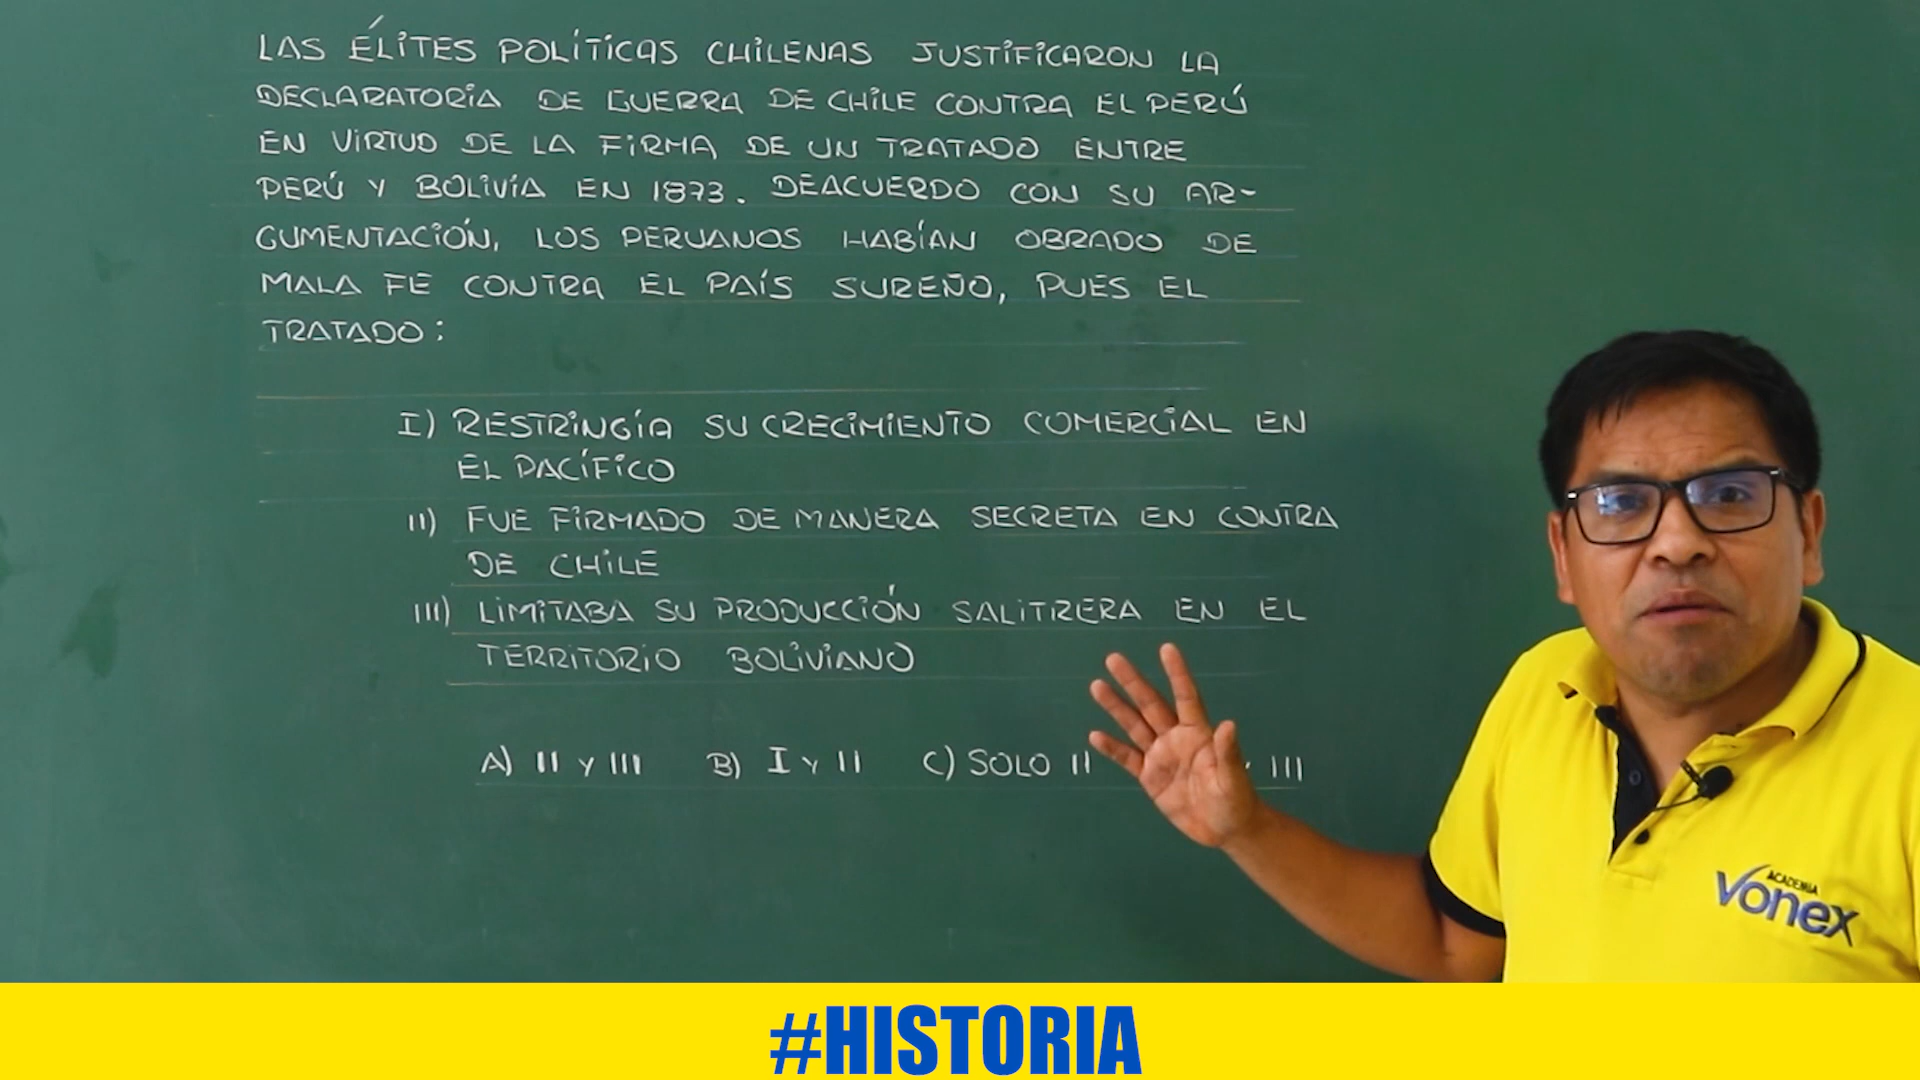 LAS ÉLITES POLÍTICAS CHILENAS JUSTIFICARON LA
DECLARATORIA DE GUERRA DE CHILE CONTRA EL PERÚ
EN VIRTUD DE LA FIRMA DE UN TRATADO ENTRE
PERÚ Y BOLIVÍA EN 1873. DEACUERDO CON SU AR-
GUMENTACIÓN, LOS PERUANOS HABÍAN OBRADO DE
MALA FE CONTRA EL PAÍS SUREÑO, PUES EL
TRATADO:
I) RESTRINGÍA SU CRECIMIENTO COMERCIAL EN
EL PACÍFICO
II) FUE FIRMADO DE MANERA SECRETA EN CONTRA
DE CHILE
III) LIMITABA SU PRODUCCIÓN SALITRERA EN EL
TERRITORIO BOLIVIANO
A) II Y III B) I Y II C) SOLO II III
ACADEMIA
Vonex
#HISTORIA